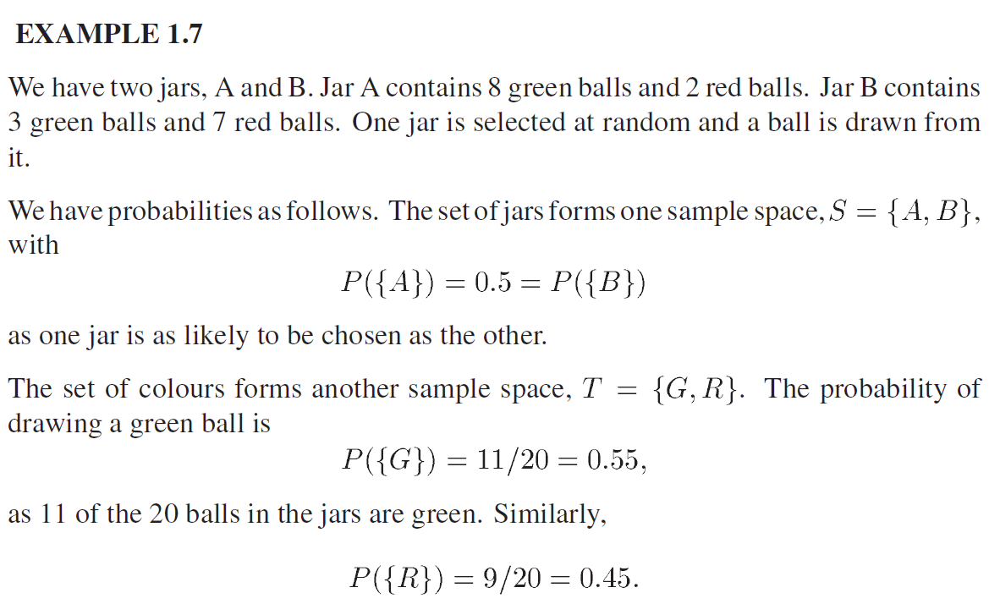 EXAMPLE 1.7
We have two jars, A and B. Jar A contains 8 green balls and 2 red balls. Jar B contains
3 green balls and 7 red balls. One jar is selected at random and a ball is drawn from
it.
We have probabilities as follows. The set of jars forms one sample space, S = {A, B},
with
P({A}) = 0.5 = P({B})
as one jar is as likely to be chosen as the other.
The set of colours forms another sample space, T = {G, R}. The probability of
drawing a green ball is
P({G}) = 11/20 = 0.55,
as 11 of the 20 balls in the jars are green. Similarly,
P({R}) = 9/20 = 0.45.